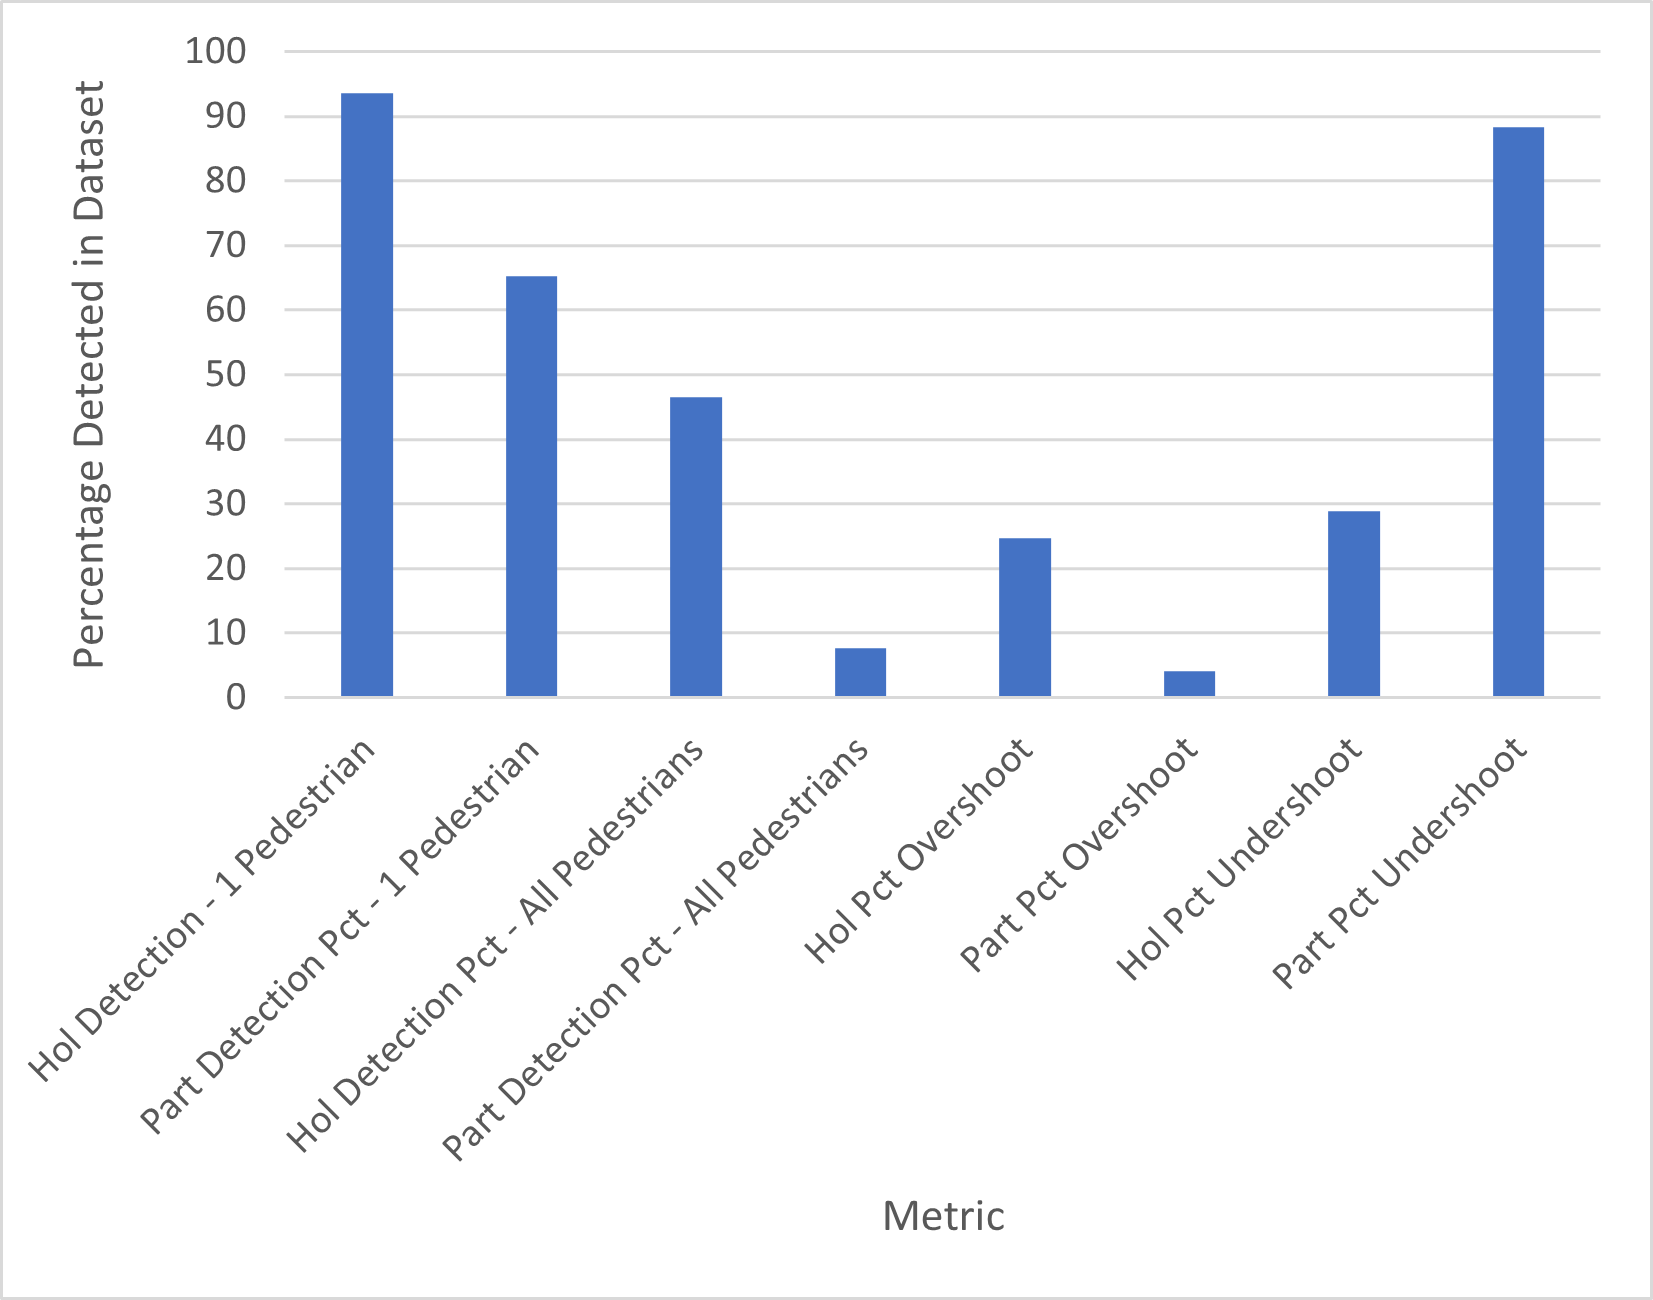 Percentage Detected in Dataset
100
90
80
70
60
50
40
30
20
10
0
Hol Detection - 1 Pedestrian
Part Detection Pct - 1 Pedestrian
Hol Detection Pct - All Pedestrians
Part Detection Pct - All Pedestrians
Hol Pct Overshoot
Part Pct Overshoot
Hol Pct Undershoot
Part Pct Undershoot
Metric